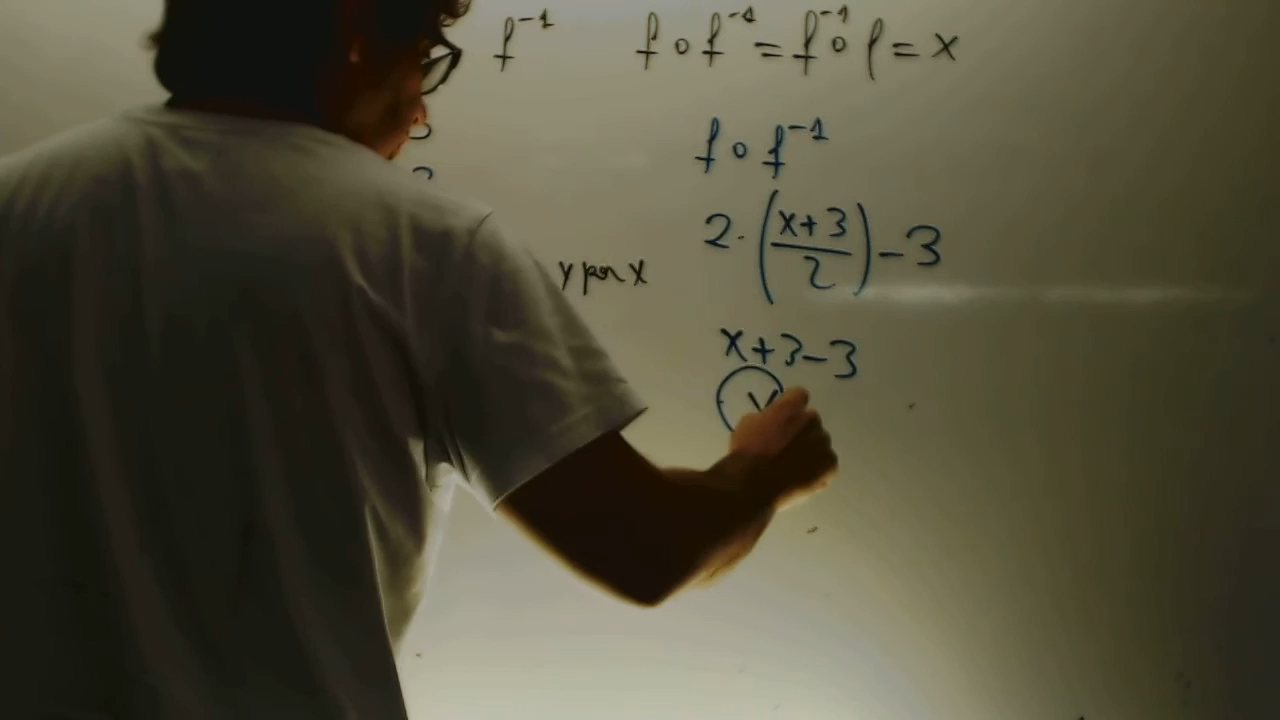 f⁻¹ f∘f⁻¹ = f⁻¹∘f = x
f∘f⁻¹
2·((x+3)/2)−3
y por x
x+3−3
x